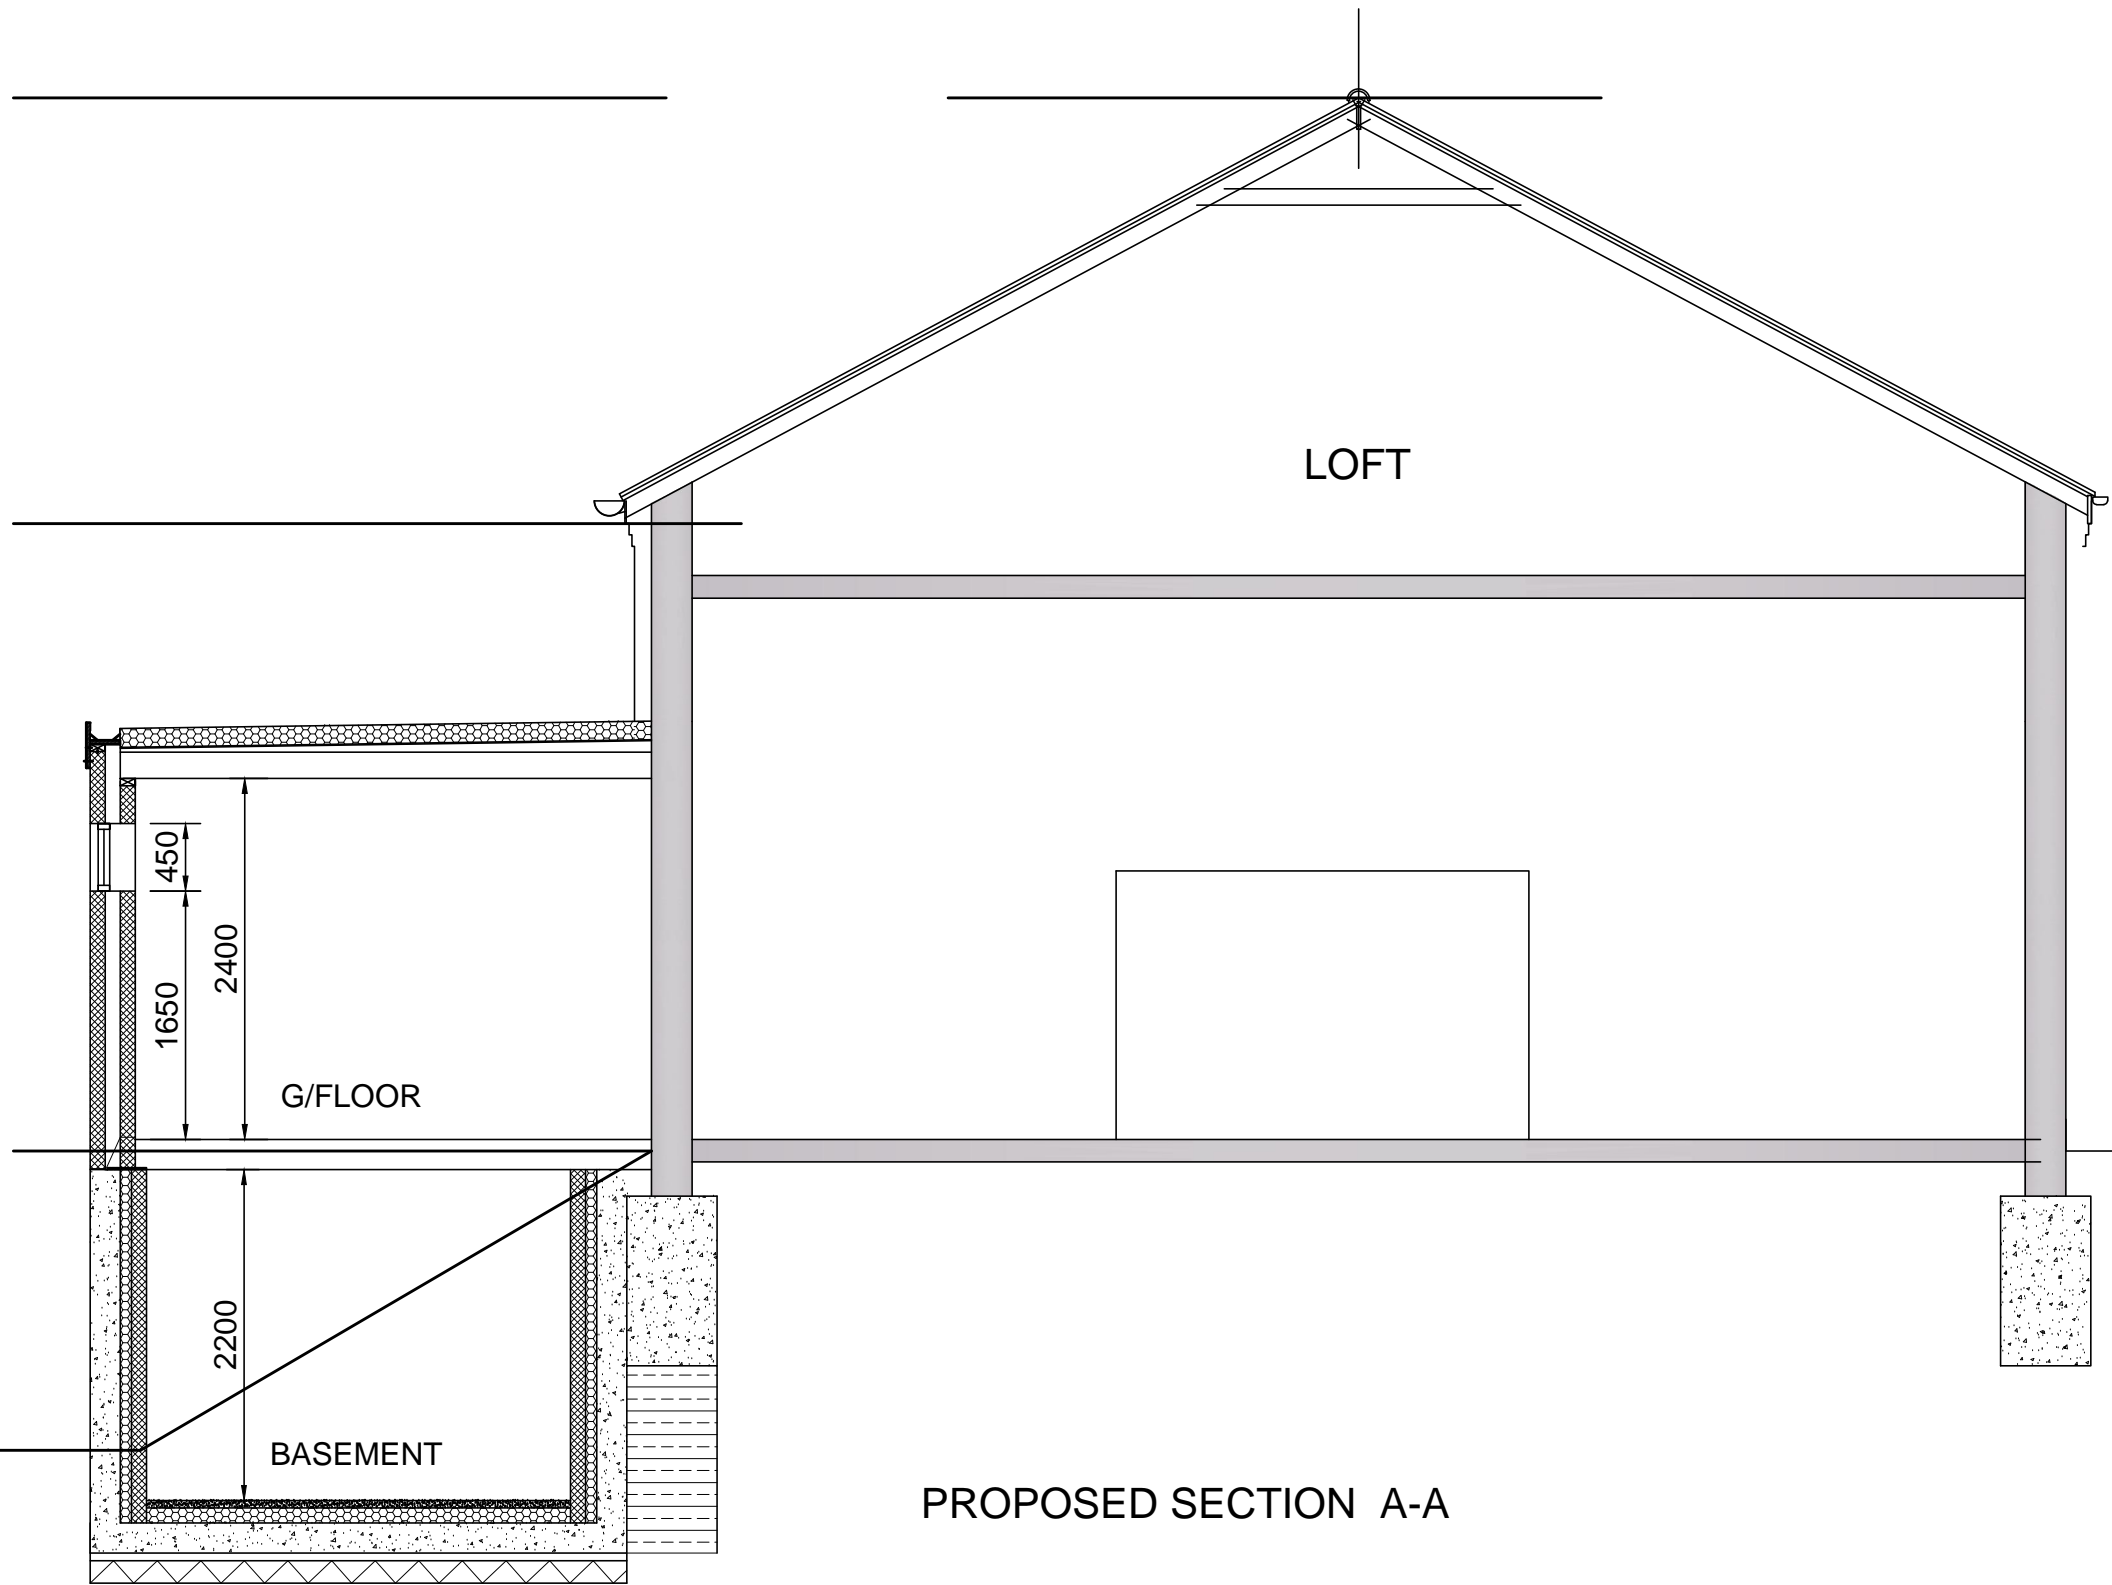 LOFT
450
2400
1650
G/FLOOR
2200
BASEMENT
PROPOSED SECTION A-A